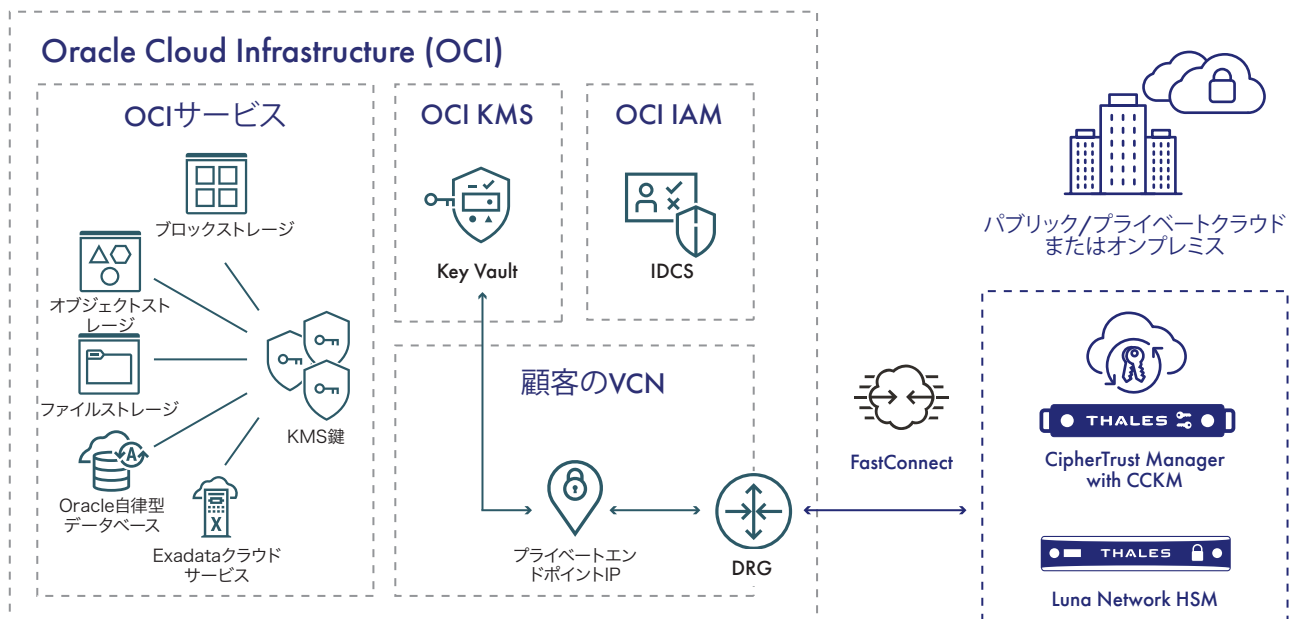 Oracle Cloud Infrastructure (OCI)
OCIサービス
ブロックストレージ
オブジェクトスト
レージ
ファイルストレージ
Oracle自律型
データベース
Exadataクラウド
サービス
KMS鍵
OCI KMS
Key Vault
OCI IAM
IDCS
顧客のVCN
プライベートエン
ドポイントIP
DRG
FastConnect
パブリック/プライベートクラウド
またはオンプレミス
THALES
CipherTrust Manager
with CCKM
THALES
Luna Network HSM
A
X